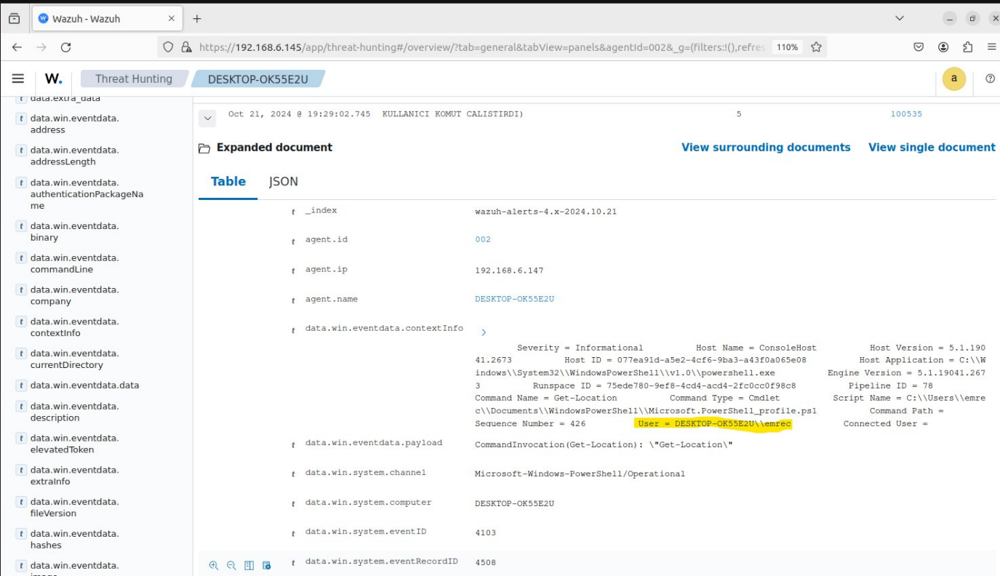 Wazuh - Wazuh
https://192.168.6.145/app/threat-hunting#/overview/?tab=general&tabView=panels&agentId=002&_g=(filters:!(),refres 110%
W. Threat Hunting DESKTOP-OK55E2U a
t data.extra_data
t data.win.eventdata.
address
t data.win.eventdata.
addressLength
t data.win.eventdata.
authenticationPackageNa
me
t data.win.eventdata.
binary
t data.win.eventdata.
commandLine
t data.win.eventdata.
company
t data.win.eventdata.
contextInfo
t data.win.eventdata.
currentDirectory
t data.win.eventdata.data
t data.win.eventdata.
description
t data.win.eventdata.
elevatedToken
t data.win.eventdata.
extraInfo
t data.win.eventdata.
fileVersion
t data.win.eventdata.
hashes
t data.win.eventdata.
Oct 21, 2024 @ 19:29:02.745 KULLANICI KOMUT CALISTIRDI) 5 100535
Expanded document View surrounding documents View single document
Table JSON
t _index wazuh-alerts-4.x-2024.10.21
t agent.id 002
t agent.ip 192.168.6.147
t agent.name DESKTOP-OK55E2U
t data.win.eventdata.contextInfo
Severity = Informational Host Name = ConsoleHost Host Version = 5.1.190
41.2673 Host ID = 077ea91d-a5e2-4cf6-9ba3-a43f0a065e08 Host Application = C:\\W
indows\\System32\\WindowsPowerShell\\v1.0\\powershell.exe Engine Version = 5.1.19041.267
3 Runspace ID = 75ede780-9ef8-4cd4-acd4-2fc0cc0f98c8 Pipeline ID = 78
Command Name = Get-Location Command Type = Cmdlet Script Name = C:\\Users\\emre
c\\Documents\\WindowsPowerShell\\Microsoft.PowerShell_profile.ps1 Command Path =
Sequence Number = 426 User = DESKTOP-OK55E2U\\emrec Connected User =
t data.win.eventdata.payload CommandInvocation(Get-Location): \"Get-Location\"
t data.win.system.channel Microsoft-Windows-PowerShell/Operational
t data.win.system.computer DESKTOP-OK55E2U
t data.win.system.eventID 4103
t data.win.system.eventRecordID 4508